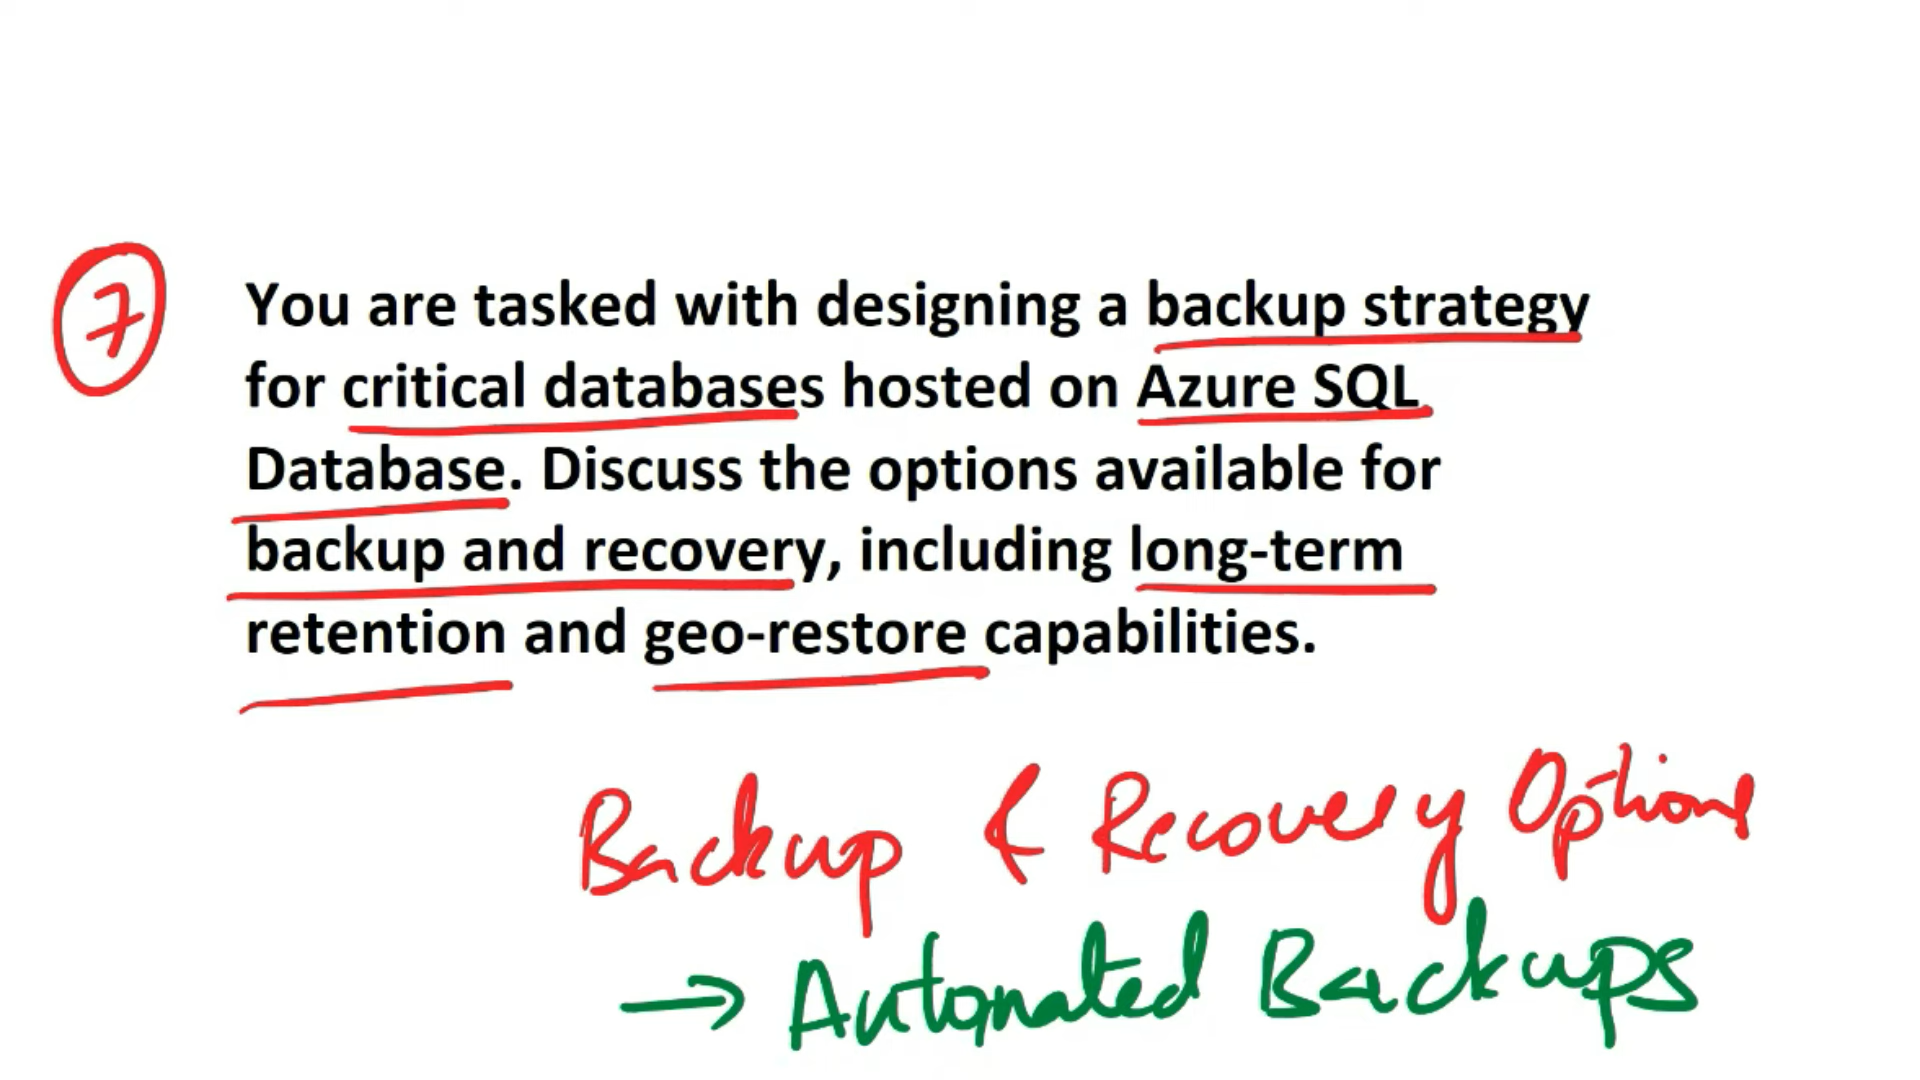 7
You are tasked with designing a backup strategy
for critical databases hosted on Azure SQL
Database. Discuss the options available for
backup and recovery, including long-term
retention and geo-restore capabilities.
Backup & Recovery Options
→ Automated Backups